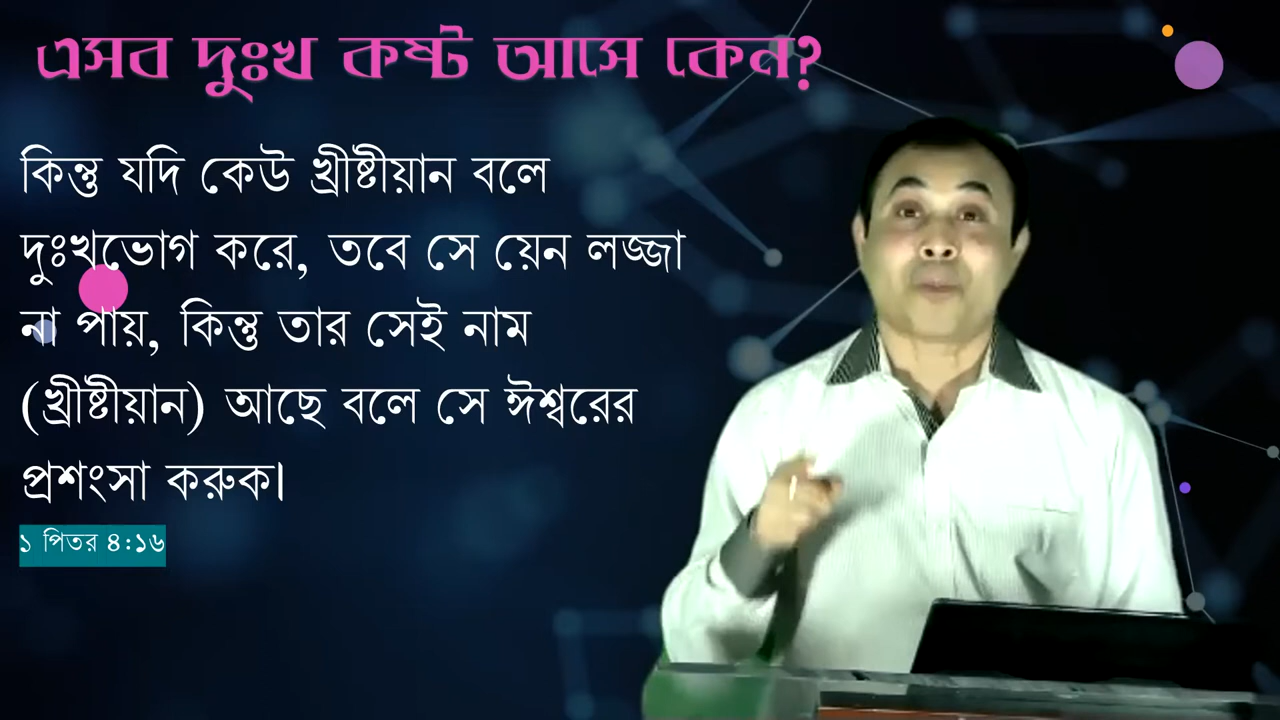 এসব দুঃখ কষ্ট আসে কেন?
কিন্তু যদি কেউ খ্রীষ্টীয়ান বলে
দুঃখভোগ করে, তবে সে য়েন লজ্জা
না পায়, কিন্তু তার সেই নাম
(খ্রীষ্টীয়ান) আছে বলে সে ঈশ্বরের
প্রশংসা করুক।
১ পিতর ৪:১৬